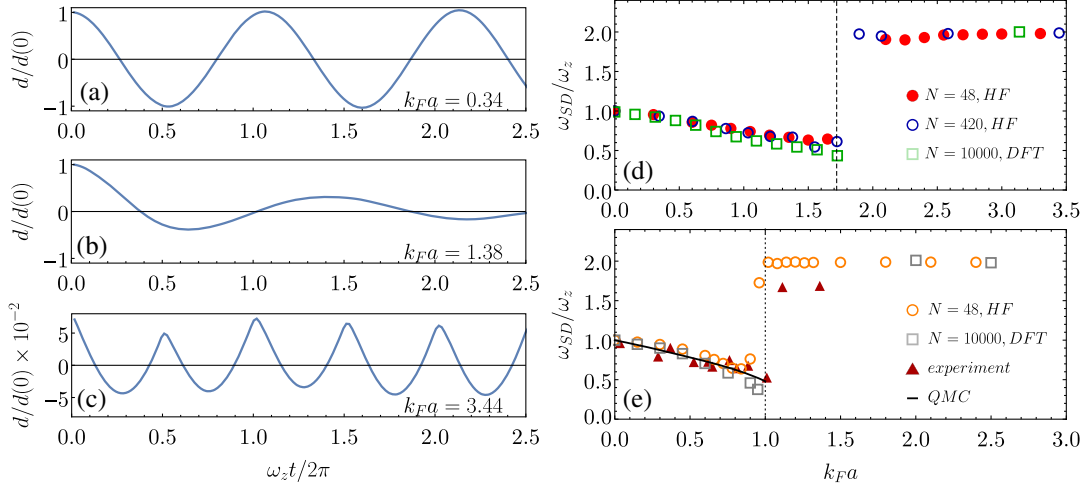 1
0
−1
d/d(0)
(a)
k_F a = 0.34
0.0 0.5 1.0 1.5 2.0 2.5
1
0
−1
d/d(0)
(b)
k_F a = 1.38
0.0 0.5 1.0 1.5 2.0 2.5
5
0
−5
d/d(0) × 10⁻²
(c)
k_F a = 3.44
0.0 0.5 1.0 1.5 2.0 2.5
ω_z t/2π
2.0
1.5
1.0
0.5
0.0
ω_SD/ω_z
N = 48, HF
N = 420, HF
N = 10000, DFT
(d)
0.0 0.5 1.0 1.5 2.0 2.5 3.0
2.0
1.5
1.0
0.5
0.0
ω_SD/ω_z
N = 48, HF
N = 10000, DFT
experiment
QMC
(e)
0.0 0.5 1.0 1.5 2.0 2.5 3.0
k_F a